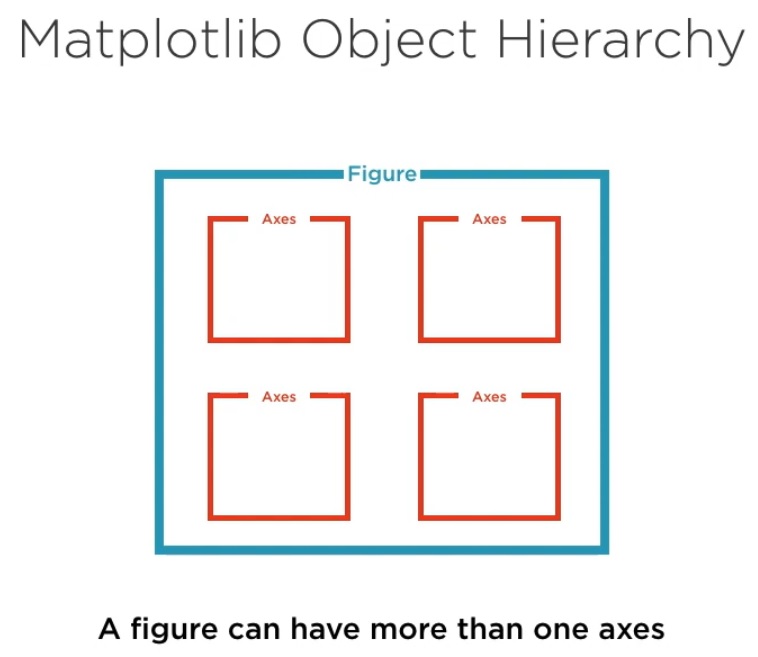 Matplotlib Object Hierarchy
Figure
Axes Axes
Axes Axes
A figure can have more than one axes